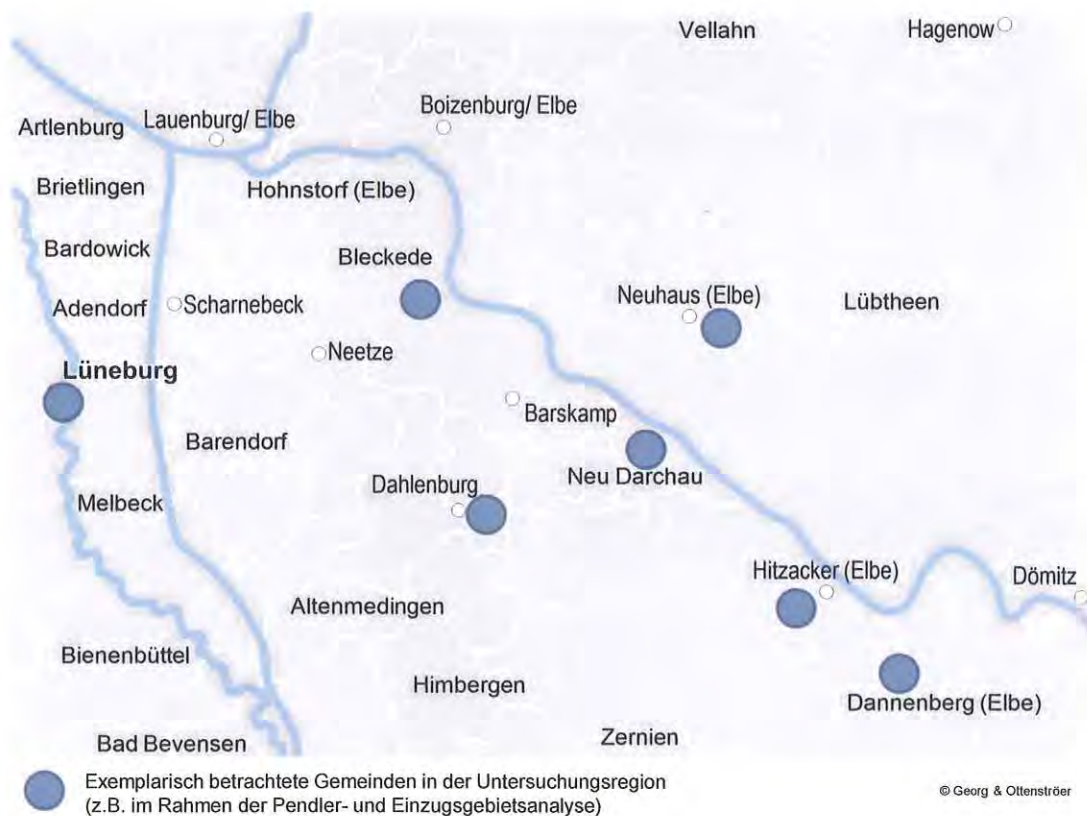 Vellahn
Hagenow
Artlenburg
Lauenburg/ Elbe
Boizenburg/ Elbe
Brietlingen
Hohnstorf (Elbe)
Bardowick
Bleckede
Adendorf
Scharnebeck
Neuhaus (Elbe)
Lübtheen
Neetze
Lüneburg
Barskamp
Barendorf
Neu Darchau
Melbeck
Dahlenburg
Hitzacker (Elbe)
Dömitz
Altenmedingen
Bienenbüttel
Himbergen
Dannenberg (Elbe)
Zernien
Bad Bevensen
Exemplarisch betrachtete Gemeinden in der Untersuchungsregion
(z.B. im Rahmen der Pendler- und Einzugsgebietsanalyse)
© Georg & Ottenströer